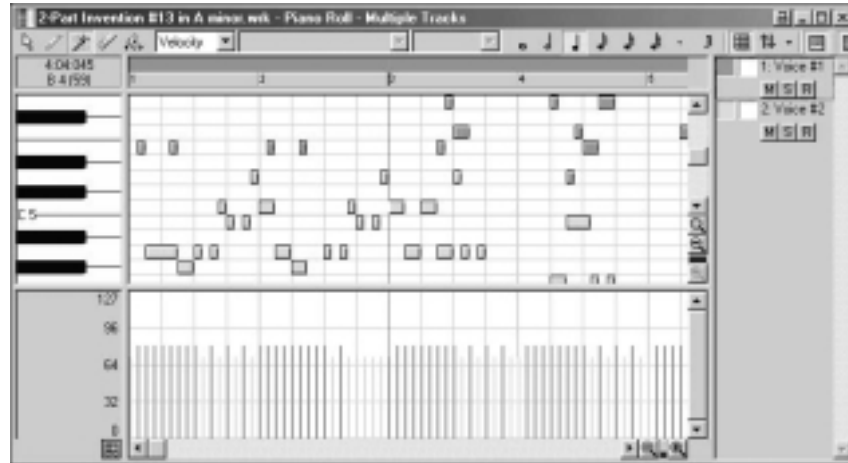 2-Part Invention #13 in A minor.wrk - Piano Roll - Multiple Tracks
Velocity
4:04:045
B 4 (59)
1 2 3 4 5
1: Voice #1
M S R
2: Voice #2
M S R
C 5
127
96
64
32
0